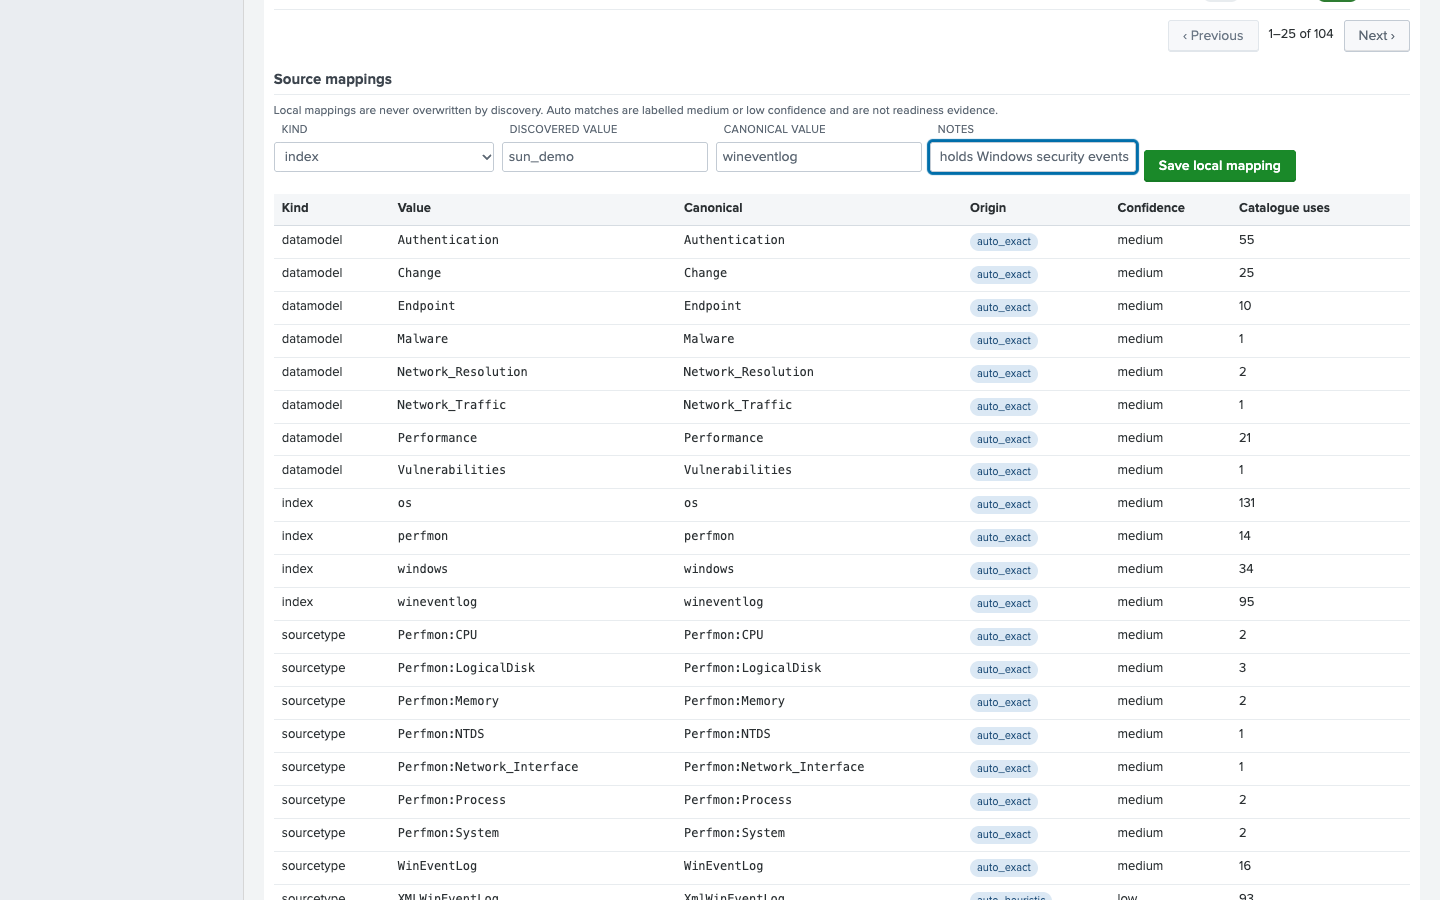 ‹ Previous 1–25 of 104 Next ›
Source mappings
Local mappings are never overwritten by discovery. Auto matches are labelled medium or low confidence and are not readiness evidence.
KIND DISCOVERED VALUE CANONICAL VALUE NOTES
index sun_demo wineventlog holds Windows security events Save local mapping
Kind Value Canonical Origin Confidence Catalogue uses
datamodel Authentication Authentication auto_exact medium 55
datamodel Change Change auto_exact medium 25
datamodel Endpoint Endpoint auto_exact medium 10
datamodel Malware Malware auto_exact medium 1
datamodel Network_Resolution Network_Resolution auto_exact medium 2
datamodel Network_Traffic Network_Traffic auto_exact medium 1
datamodel Performance Performance auto_exact medium 21
datamodel Vulnerabilities Vulnerabilities auto_exact medium 1
index os os auto_exact medium 131
index perfmon perfmon auto_exact medium 14
index windows windows auto_exact medium 34
index wineventlog wineventlog auto_exact medium 95
sourcetype Perfmon:CPU Perfmon:CPU auto_exact medium 2
sourcetype Perfmon:LogicalDisk Perfmon:LogicalDisk auto_exact medium 3
sourcetype Perfmon:Memory Perfmon:Memory auto_exact medium 2
sourcetype Perfmon:NTDS Perfmon:NTDS auto_exact medium 1
sourcetype Perfmon:Network_Interface Perfmon:Network_Interface auto_exact medium 1
sourcetype Perfmon:Process Perfmon:Process auto_exact medium 2
sourcetype Perfmon:System Perfmon:System auto_exact medium 2
sourcetype WinEventLog WinEventLog auto_exact medium 16
sourcetype XMLWinEventLog XmlWinEventLog auto_heuristic low 93